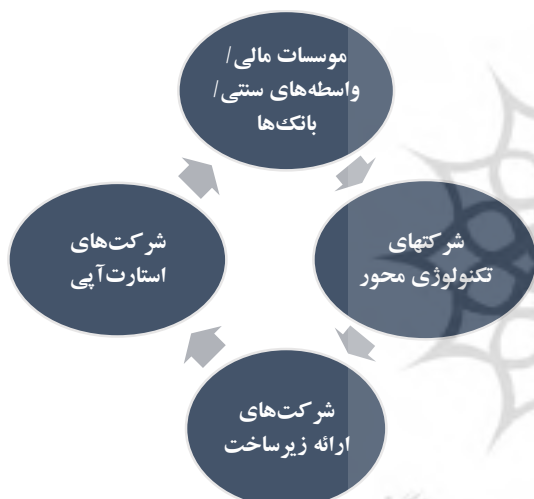 موسسات مالی/
واسطه‌های سنتی/
بانک‌ها
شرکتهای
تکنولوژی محور
شرکت‌های
ارائه زیرساخت
شرکت‌های
استارت‌آپی